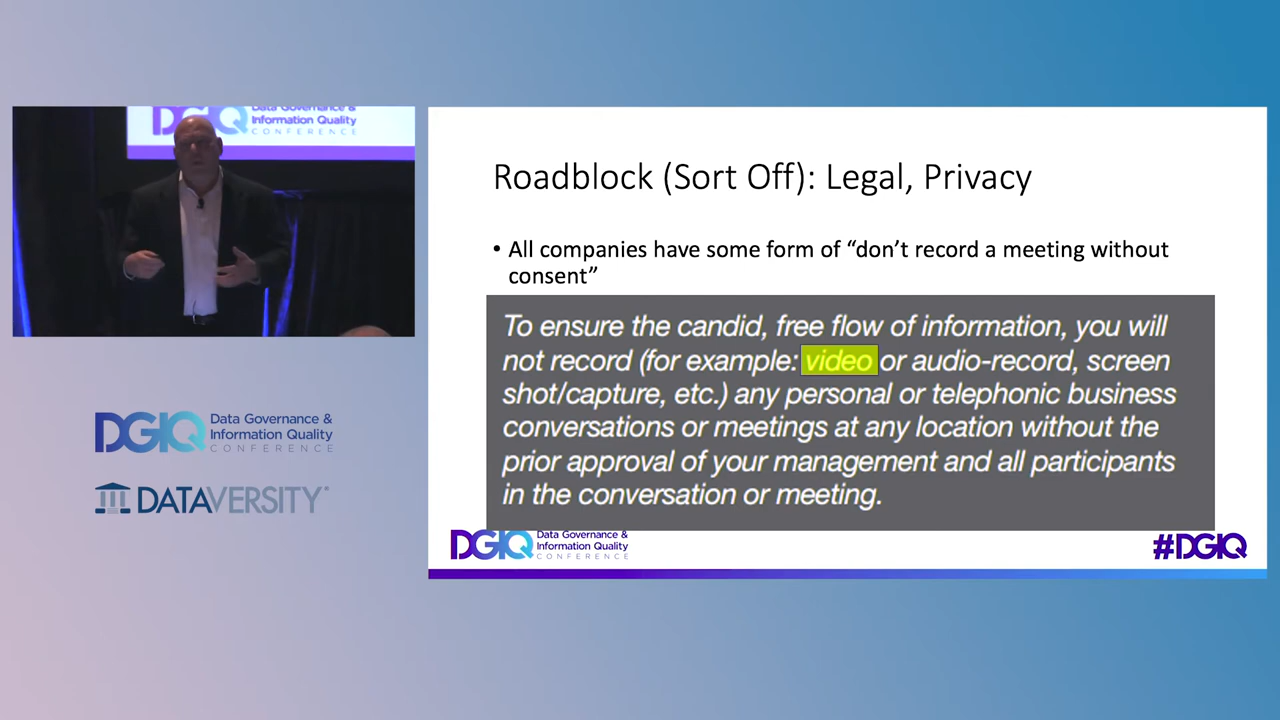 DGIQ Data Governance &
Information Quality
CONFERENCE
Roadblock (Sort Off): Legal, Privacy
• All companies have some form of “don’t record a meeting without
consent”
To ensure the candid, free flow of information, you will
not record (for example: video or audio-record, screen
shot/capture, etc.) any personal or telephonic business
conversations or meetings at any location without the
prior approval of your management and all participants
in the conversation or meeting.
DGIQ Data Governance &
Information Quality
CONFERENCE
#DGIQ
DGIQ Data Governance &
Information Quality
CONFERENCE
DATAVERSITY